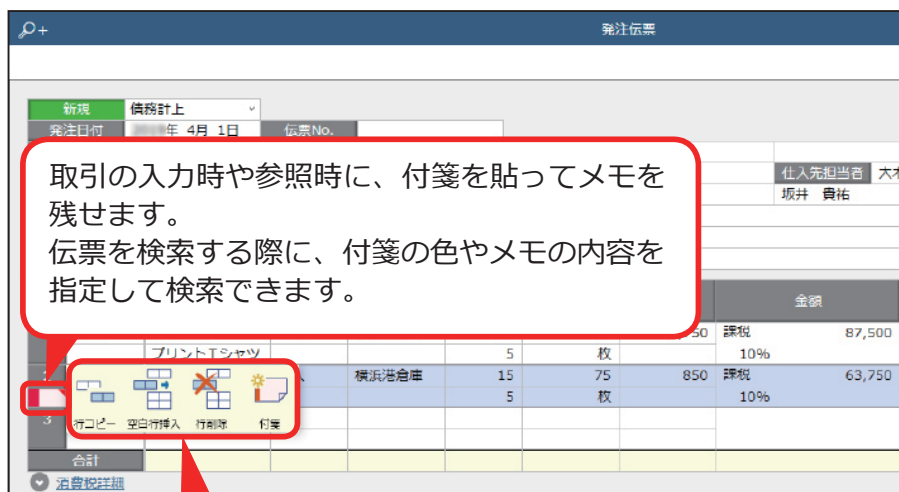 発注伝票
新規 債務計上
発注日付 年 4月 1日 伝票No.
取引の入力時や参照時に、付箋を貼ってメモを
残せます。
伝票を検索する際に、付箋の色やメモの内容を
指定して検索できます。
仕入先担当者 大木
坂井 貴祐
金額
課税 87,500
プリントTシャツ 5 枚 10%
横浜港倉庫 15 75 850 課税 63,750
5 枚 10%
3
行コピー 空白行挿入 行削除 付箋
合計
消費税詳細